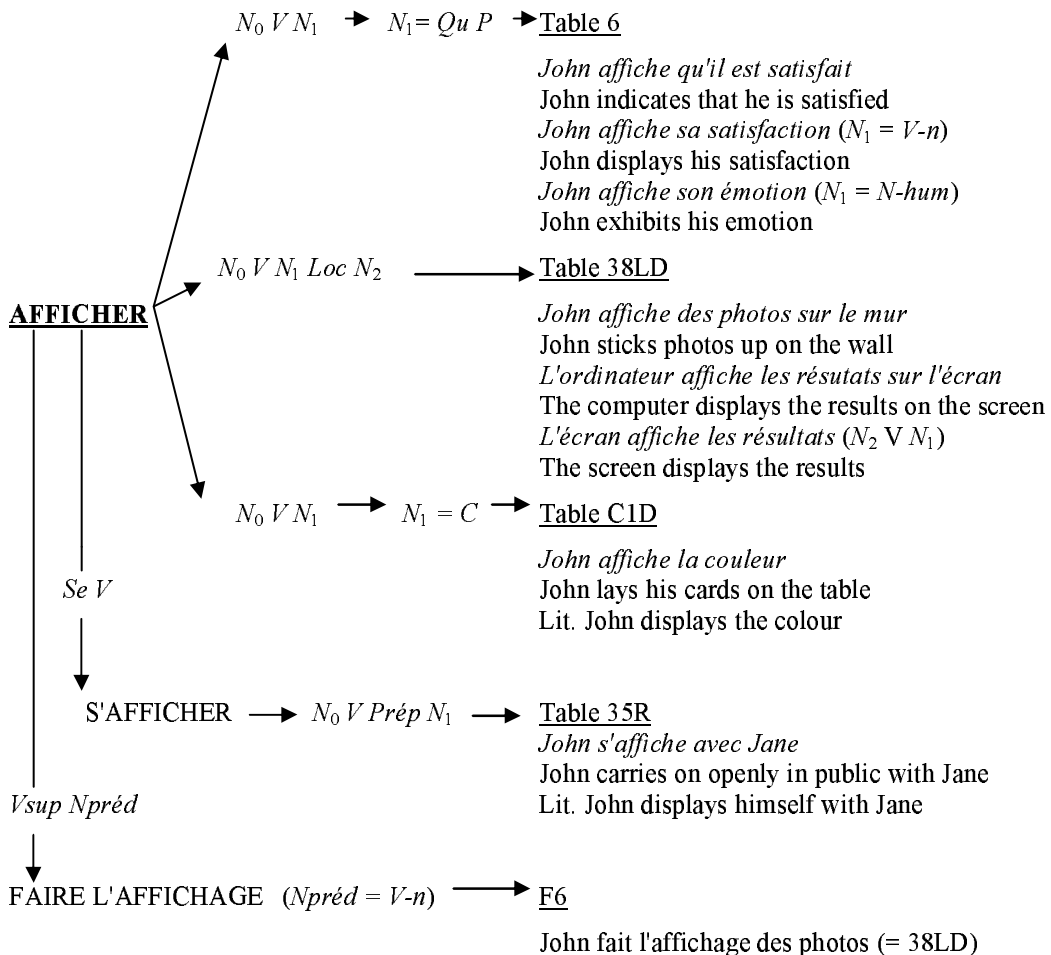 N0 V N1 N1= Qu P Table 6
John affiche qu'il est satisfait
John indicates that he is satisfied
John affiche sa satisfaction (N1 = V-n)
John displays his satisfaction
John affiche son émotion (N1 = N-hum)
John exhibits his emotion
N0 V N1 Loc N2 Table 38LD
AFFICHER
John affiche des photos sur le mur
John sticks photos up on the wall
L'ordinateur affiche les résutats sur l'écran
The computer displays the results on the screen
L'écran affiche les résultats (N2 V N1)
The screen displays the results
N0 V N1 N1 = C Table C1D
John affiche la couleur
John lays his cards on the table
Lit. John displays the colour
Se V
S'AFFICHER N0 V Prép N1 Table 35R
John s'affiche avec Jane
John carries on openly in public with Jane
Lit. John displays himself with Jane
Vsup Npréd
FAIRE L'AFFICHAGE (Npréd = V-n) F6
John fait l'affichage des photos (= 38LD)